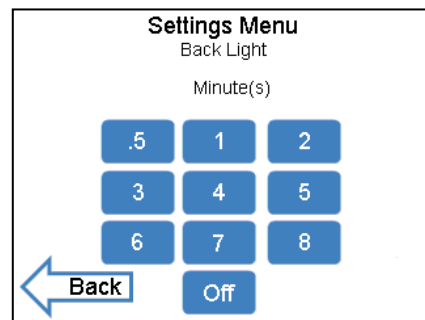 Settings Menu
Back Light
Minute(s)
.5 1 2
3 4 5
6 7 8
Back Off